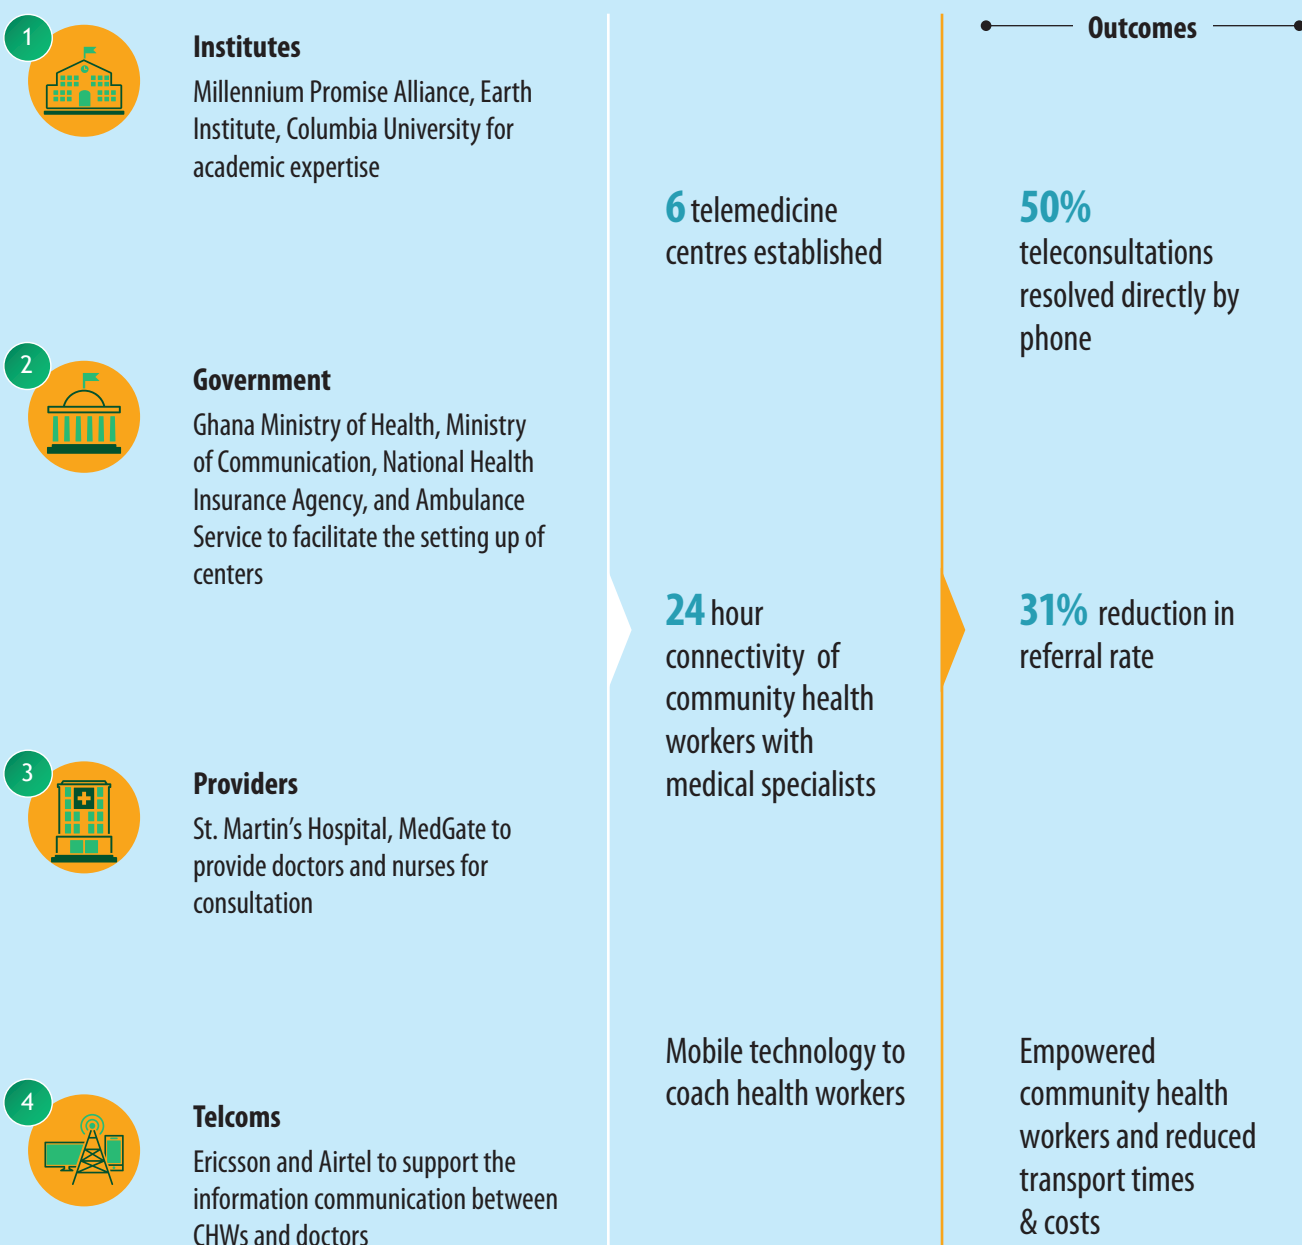 1
Institutes
Millennium Promise Alliance, Earth
Institute, Columbia University for
academic expertise
2
Government
Ghana Ministry of Health, Ministry
of Communication, National Health
Insurance Agency, and Ambulance
Service to facilitate the setting up of
centers
3
Providers
St. Martin's Hospital, MedGate to
provide doctors and nurses for
consultation
4
Telcoms
Ericsson and Airtel to support the
information communication between
CHWs and doctors
6 telemedicine
centres established
24 hour
connectivity of
community health
workers with
medical specialists
Mobile technology to
coach health workers
Outcomes
50%
teleconsultations
resolved directly by
phone
31% reduction in
referral rate
Empowered
community health
workers and reduced
transport times
& costs